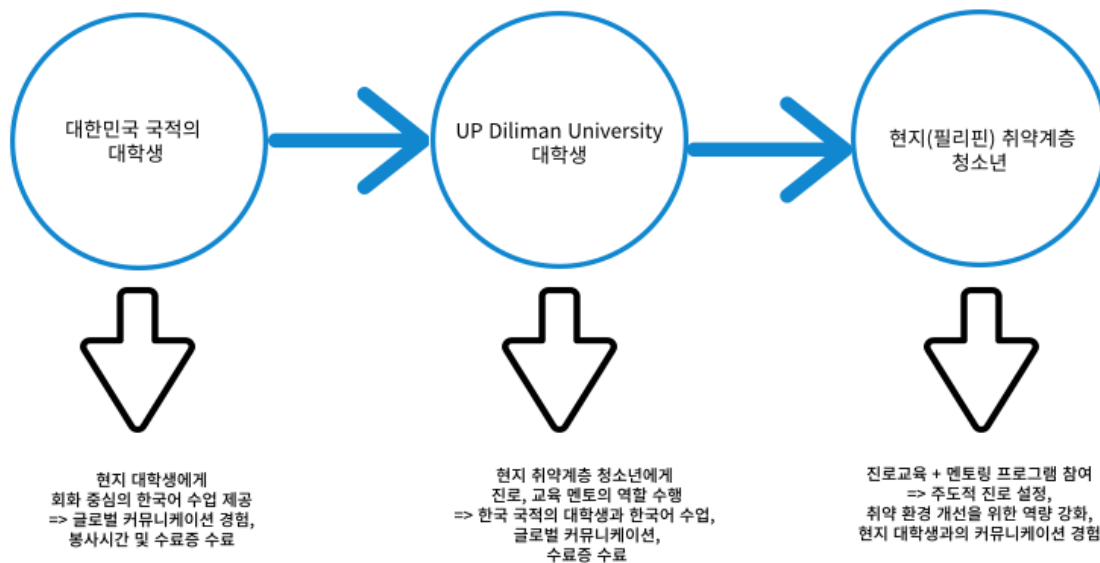 대한민국 국적의
대학생
UP Diliman University
대학생
현지(필리핀) 취약계층
청소년
현지 대학생에게
회화 중심의 한국어 수업 제공
=> 글로벌 커뮤니케이션 경험,
봉사시간 및 수료증 수료
현지 취약계층 청소년에게
진로, 교육 멘토의 역할 수행
=> 한국 국적의 대학생과 한국어 수업,
글로벌 커뮤니케이션,
수료증 수료
진로교육 + 멘토링 프로그램 참여
=> 주도적 진로 설정,
취약 환경 개선을 위한 역량 강화,
현지 대학생과의 커뮤니케이션 경험